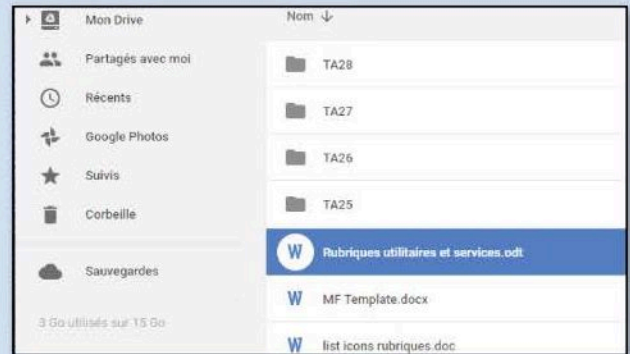 Mon Drive
Partagés avec moi
Récents
Google Photos
Suivis
Corbeille
Sauvegardes
3 Go utilisés sur 15 Go
Nom
TA28
TA27
TA26
TA25
W Rubriques utilitaires et services.odt
W MF Template.docx
W list icons rubriques.doc